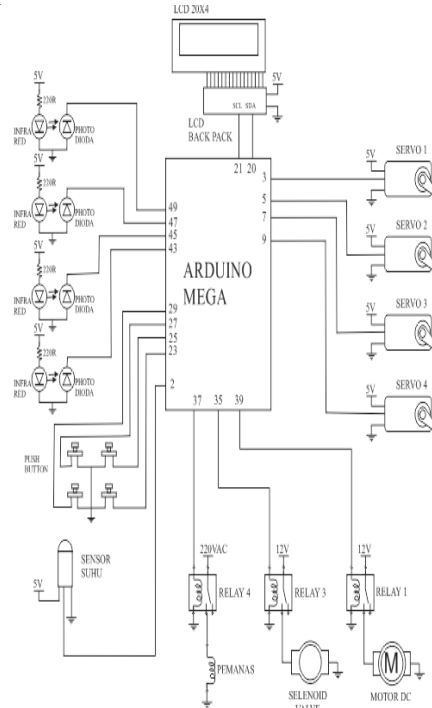 LCD 20X4
5V
SCL SDA
LCD
BACK PACK
21 20
5V
220R
INFRA
RED
PHOTO
DIODA
5V
220R
INFRA
RED
PHOTO
DIODA
5V
220R
INFRA
RED
PHOTO
DIODA
5V
220R
INFRA
RED
PHOTO
DIODA
49
47
45
43
29
27
25
23
2
ARDUINO
MEGA
3
5
7
9
37 35 39
5V
SERVO 1
5V
SERVO 2
5V
SERVO 3
5V
SERVO 4
PUSH
BUTTON
5V
SENSOR
SUHU
220VAC
RELAY 4
PEMANAS
12V
RELAY 3
SELENOID
VALVE
12V
RELAY 1
M
MOTOR DC